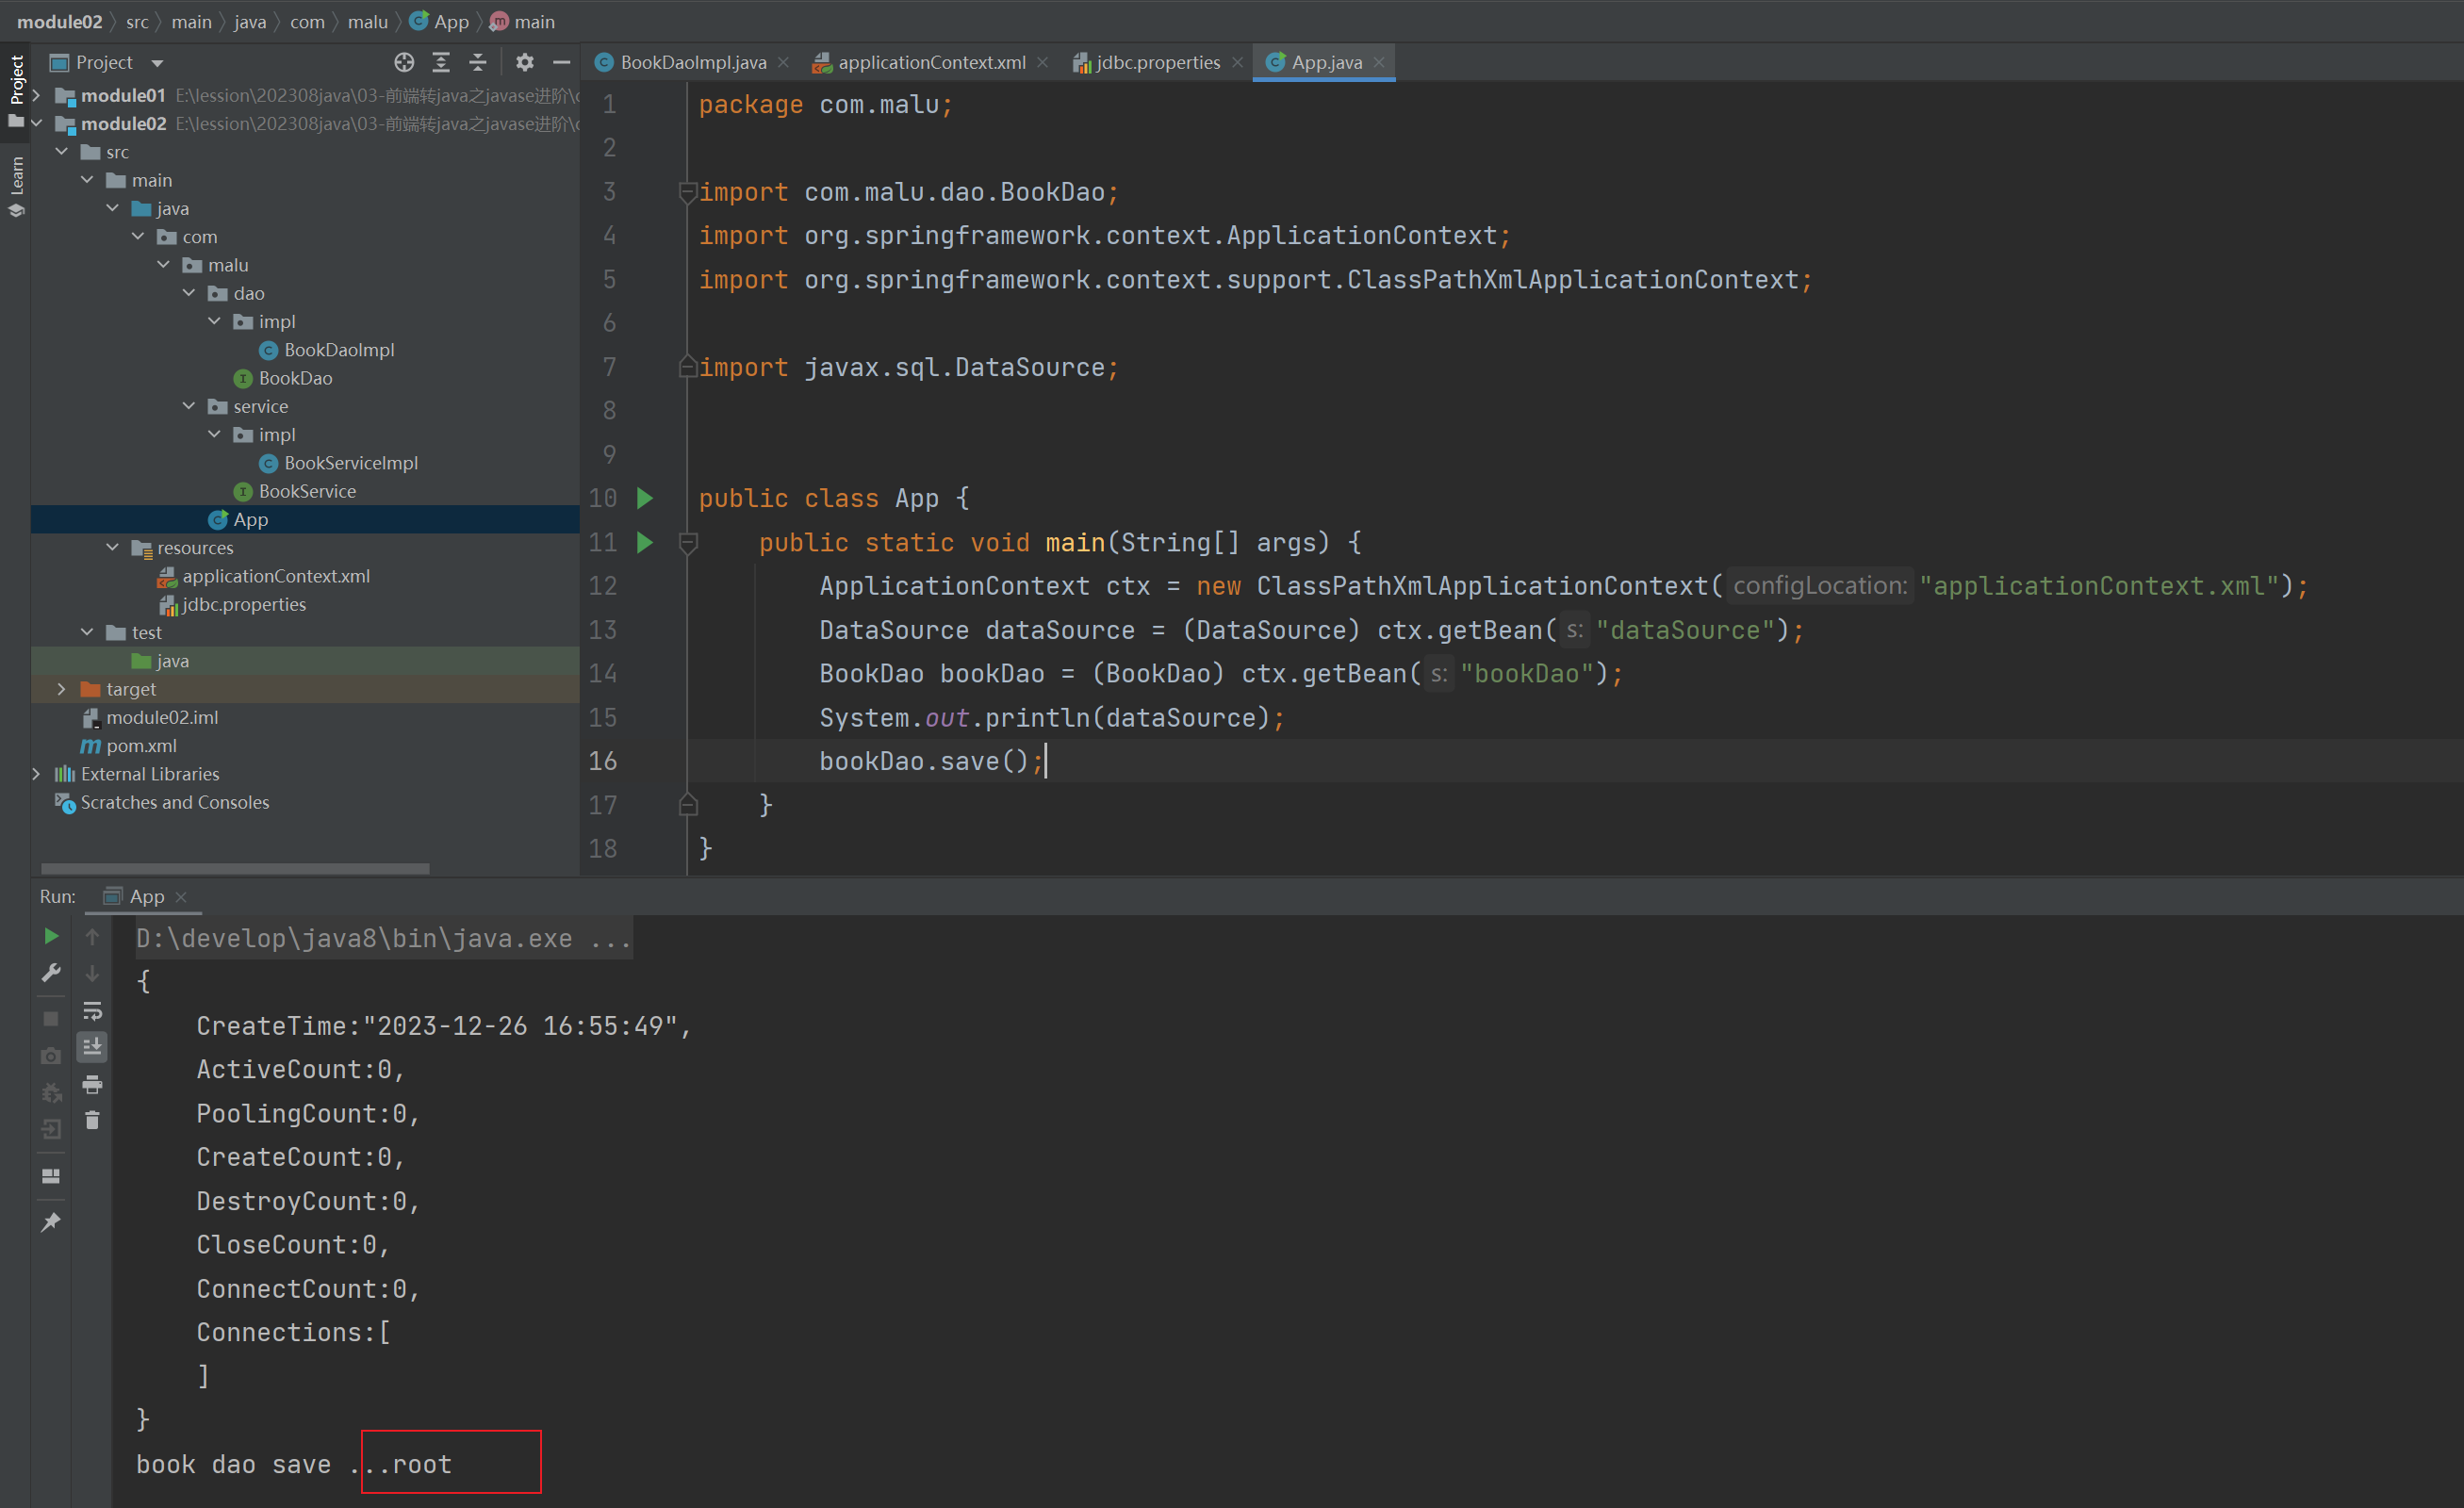 module02 src main java com malu App main
Project
Learn
Project
module01 E:\lession\202308java\03-前端转java之javase进阶\
module02 E:\lession\202308java\03-前端转java之javase进阶\
src
main
java
com
malu
dao
impl
BookDaoImpl
BookDao
service
impl
BookServiceImpl
BookService
App
resources
applicationContext.xml
jdbc.properties
test
java
target
module02.iml
pom.xml
External Libraries
Scratches and Consoles
BookDaoImpl.java applicationContext.xml jdbc.properties App.java
1 package com.malu;
2
3 import com.malu.dao.BookDao;
4 import org.springframework.context.ApplicationContext;
5 import org.springframework.context.support.ClassPathXmlApplicationContext;
6
7 import javax.sql.DataSource;
8
9
10 public class App {
11 public static void main(String[] args) {
12 ApplicationContext ctx = new ClassPathXmlApplicationContext( configLocation: "applicationContext.xml");
13 DataSource dataSource = (DataSource) ctx.getBean( s: "dataSource");
14 BookDao bookDao = (BookDao) ctx.getBean( s: "bookDao");
15 System.out.println(dataSource);
16 bookDao.save();
17 }
18 }
Run: App
D:\develop\java8\bin\java.exe ...
{
CreateTime:"2023-12-26 16:55:49",
ActiveCount:0,
PoolingCount:0,
CreateCount:0,
DestroyCount:0,
CloseCount:0,
ConnectCount:0,
Connections:[
]
}
book dao save ...root